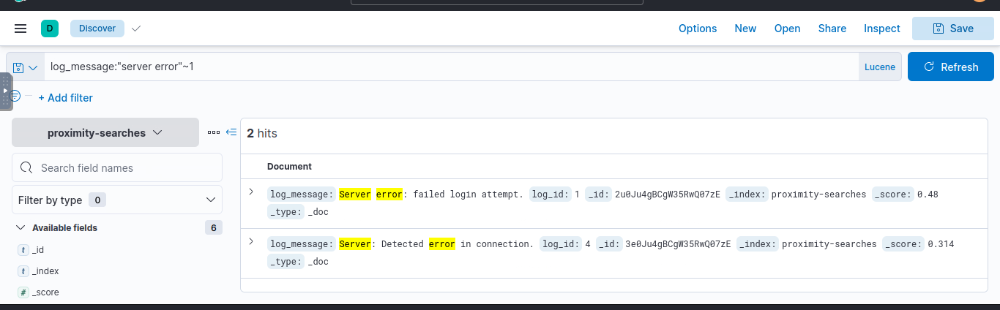 D Discover Options New Open Share Inspect Save
log_message:"server error"~1 Lucene Refresh
+ Add filter
proximity-searches
2 hits
Search field names
Document
Filter by type 0
log_message: Server error: failed login attempt. log_id: 1 _id: 2u0Ju4gBCgW35RwQ07zE _index: proximity-searches _score: 0.48
_type: _doc
Available fields 6
log_message: Server: Detected error in connection. log_id: 4 _id: 3e0Ju4gBCgW35RwQ07zE _index: proximity-searches _score: 0.314
_type: _doc
t _id
t _index
# _score